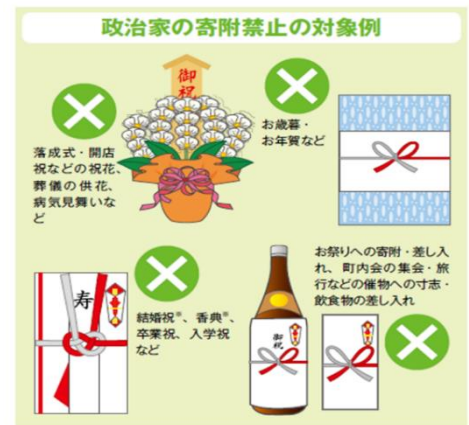 政治家の寄附禁止の対象例
御祝
落成式・開店
祝などの祝花、
葬儀の供花、
病気見舞いな
ど
お歳暮・
お年賀など
寿
結婚祝※、香典※、
卒業祝、入学祝
など
御祝
お祭りへの寄附・差し入
れ、町内会の集会・旅
行などの催物への寸志・
飲食物の差し入れ